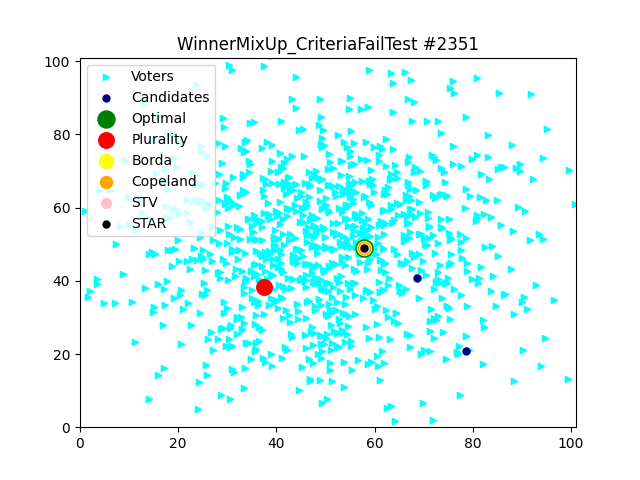 WinnerMixUp_CriteriaFailTest #2351
100
80
60
40
20
0
0
20
40
60
80
100
Voters
Candidates
Optimal
Plurality
Borda
Copeland
STV
STAR